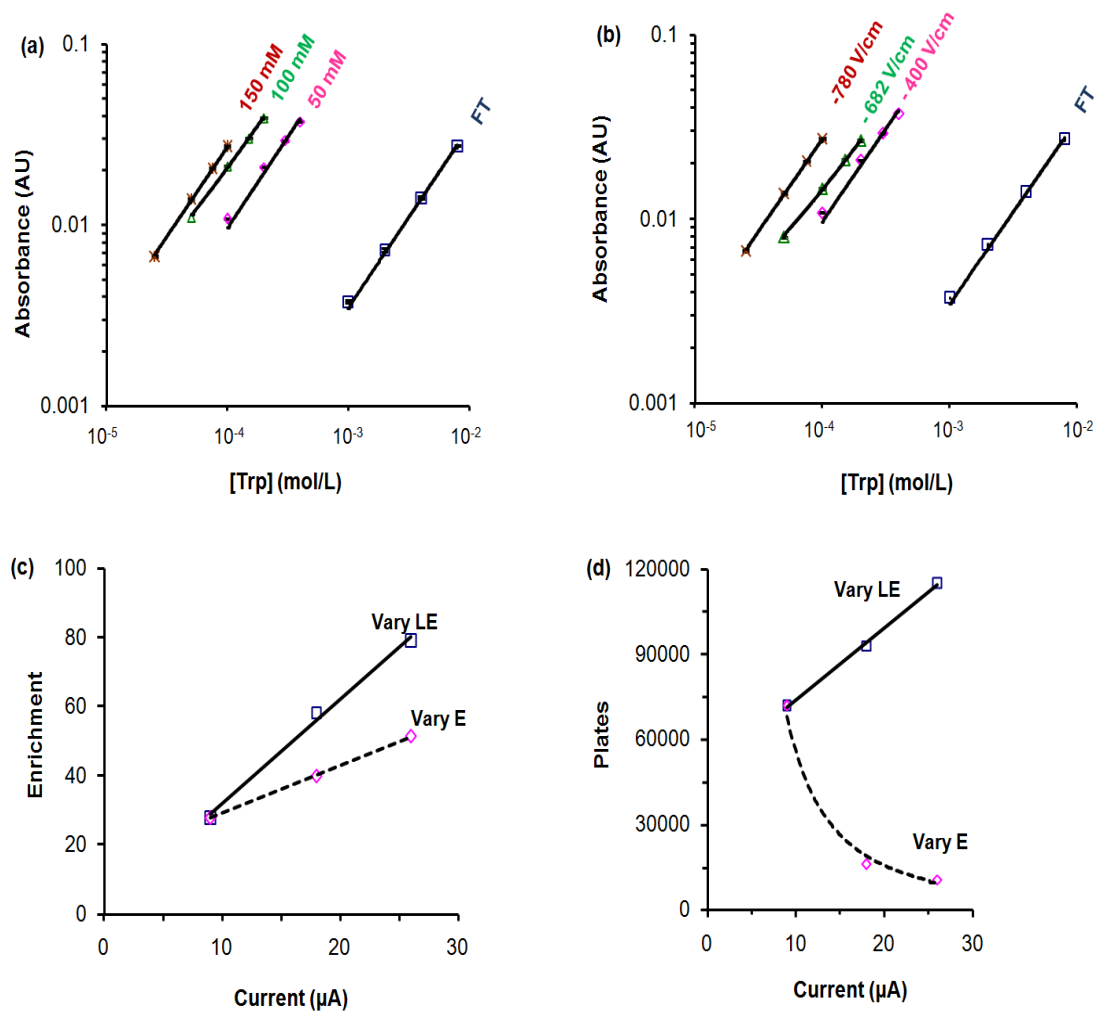 (a)
0.1
0.01
0.001
Absorbance (AU)
150 mM
100 mM
50 mM
FT
10-5
10-4
10-3
10-2
[Trp] (mol/L)
(b)
0.1
0.01
0.001
Absorbance (AU)
-780 V/cm
- 682 V/cm
- 400 V/cm
FT
10-5
10-4
10-3
10-2
[Trp] (mol/L)
(c)
100
80
60
40
20
0
Enrichment
Vary LE
Vary E
0
10
20
30
Current (µA)
(d)
120000
90000
60000
30000
0
Plates
Vary LE
Vary E
0
10
20
30
Current (µA)